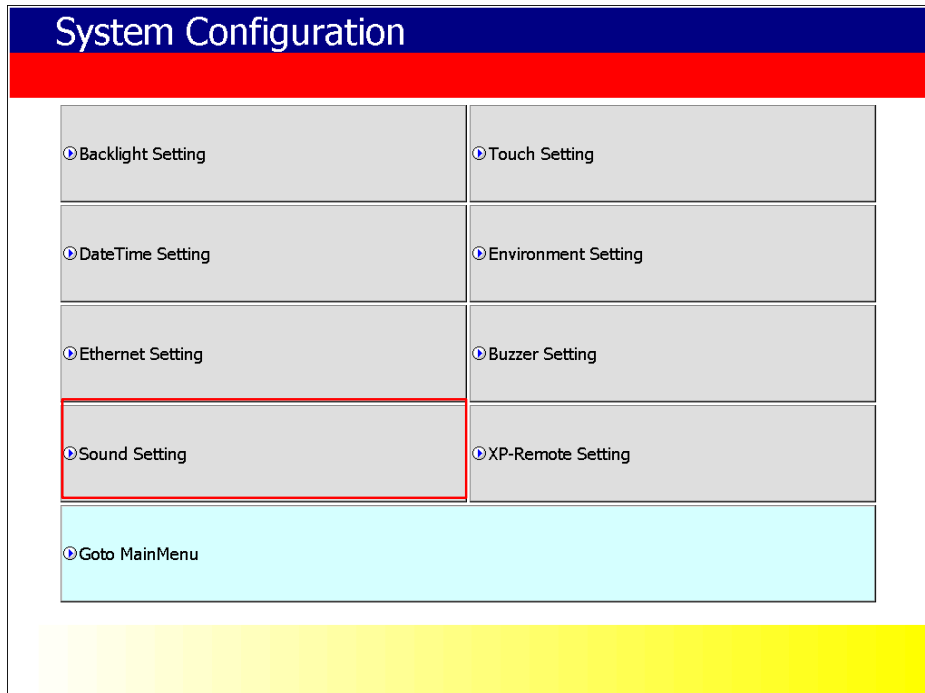 System Configuration
Backlight Setting
Touch Setting
DateTime Setting
Environment Setting
Ethernet Setting
Buzzer Setting
Sound Setting
XP-Remote Setting
Goto MainMenu